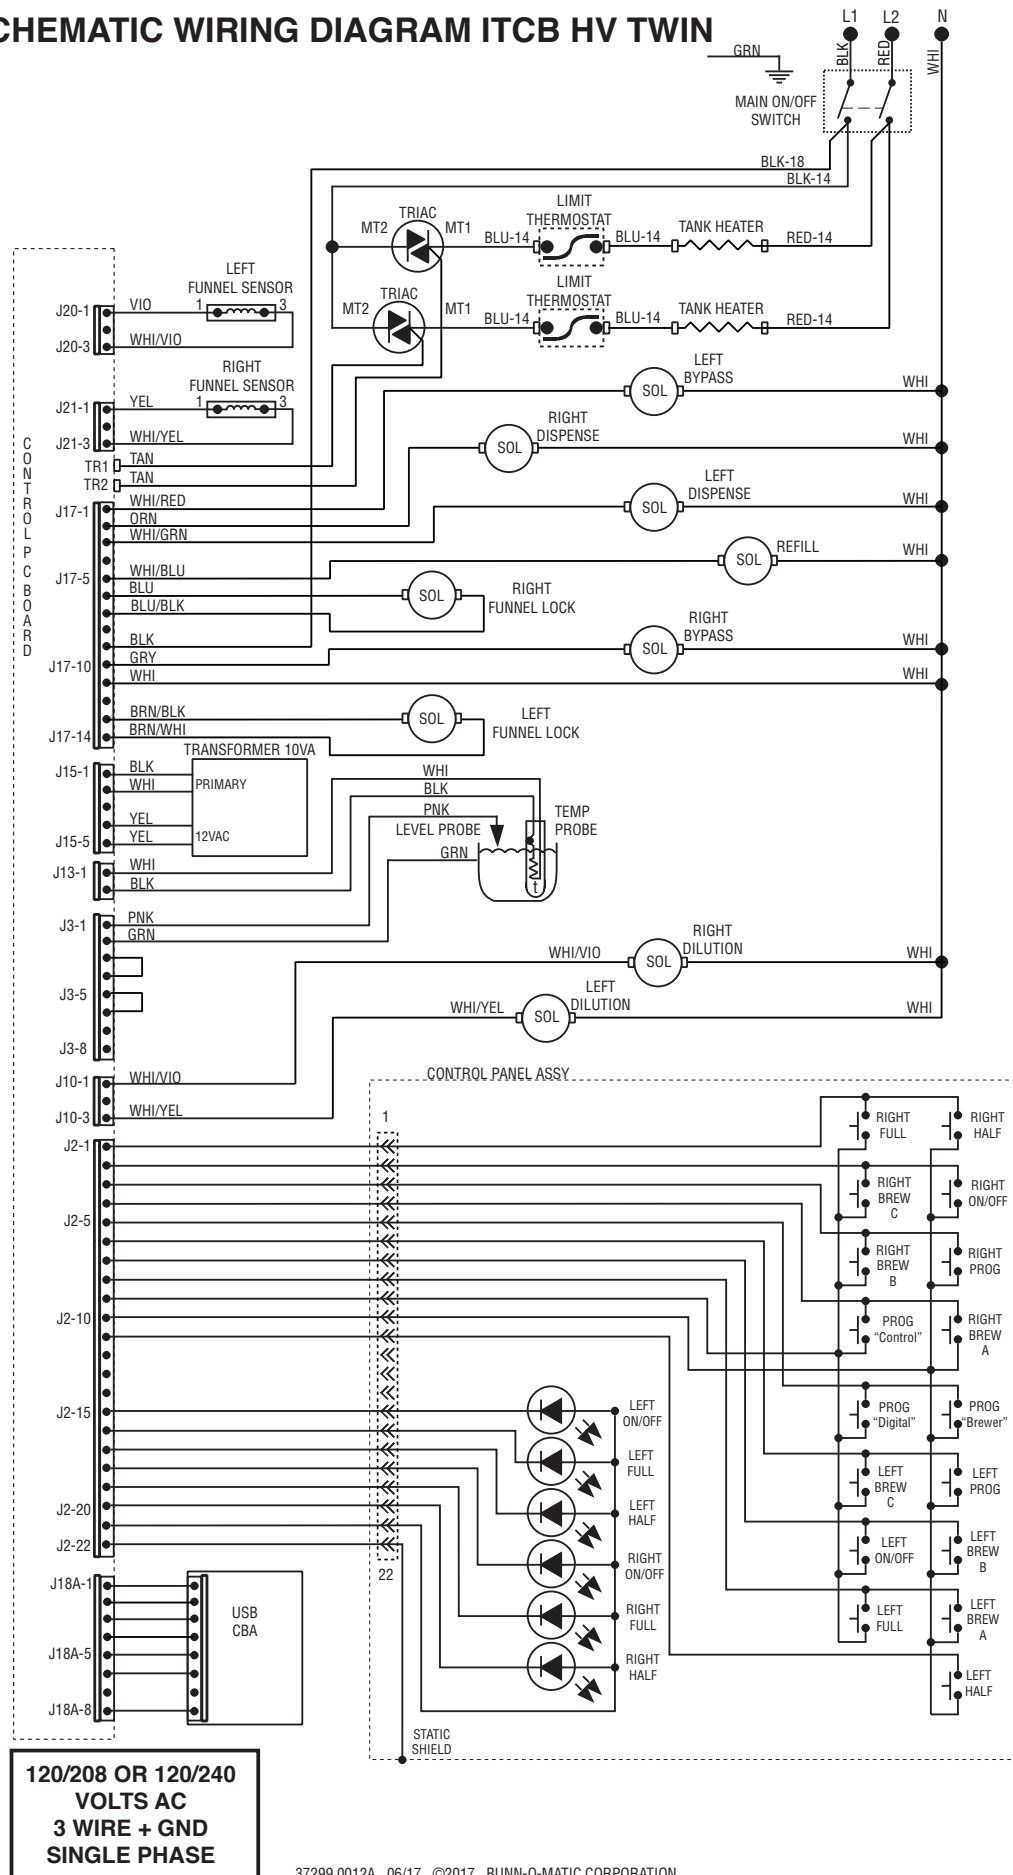 CHEMATIC WIRING DIAGRAM ITCB HV TWIN
L1
L2
N
GRN
BLK
RED
WHI
MAIN ON/OFF
SWITCH
BLK-18
BLK-14
TRIAC
MT2
MT1
BLU-14
LIMIT
THERMOSTAT
BLU-14
TANK HEATER
RED-14
TRIAC
MT2
MT1
BLU-14
LIMIT
THERMOSTAT
BLU-14
TANK HEATER
RED-14
CONTROL PC BOARD
LEFT
FUNNEL SENSOR
J20-1
VIO
1
3
J20-3
WHI/VIO
RIGHT
FUNNEL SENSOR
J21-1
YEL
1
3
J21-3
WHI/YEL
TR1
TAN
TR2
TAN
LEFT
BYPASS
SOL
WHI
RIGHT
DISPENSE
SOL
WHI
LEFT
DISPENSE
SOL
WHI
REFILL
SOL
WHI
J17-1
WHI/RED
ORN
WHI/GRN
J17-5
WHI/BLU
BLU
BLU/BLK
SOL
RIGHT
FUNNEL LOCK
BLK
J17-10
GRY
WHI
RIGHT
BYPASS
SOL
WHI
WHI
BRN/BLK
J17-14
BRN/WHI
SOL
LEFT
FUNNEL LOCK
TRANSFORMER 10VA
J15-1
BLK
WHI
PRIMARY
YEL
J15-5
YEL
12VAC
J13-1
WHI
BLK
WHI
BLK
PNK
LEVEL PROBE
GRN
TEMP
PROBE
t
J3-1
PNK
GRN
J3-5
J3-8
WHI/VIO
SOL
RIGHT
DILUTION
WHI
WHI/YEL
SOL
LEFT
DILUTION
WHI
J10-1
WHI/VIO
J10-3
WHI/YEL
CONTROL PANEL ASSY
1
22
J2-1
J2-5
J2-10
J2-15
J2-20
J2-22
RIGHT
FULL
RIGHT
HALF
RIGHT
BREW
C
RIGHT
ON/OFF
RIGHT
BREW
B
RIGHT
PROG
PROG
“Control”
RIGHT
BREW
A
PROG
“Digital”
PROG
“Brewer”
LEFT
BREW
C
LEFT
PROG
LEFT
ON/OFF
LEFT
BREW
B
LEFT
FULL
LEFT
BREW
A
LEFT
HALF
LEFT
ON/OFF
LEFT
FULL
LEFT
HALF
RIGHT
ON/OFF
RIGHT
FULL
RIGHT
HALF
J18A-1
J18A-5
J18A-8
USB
CBA
STATIC
SHIELD
120/208 OR 120/240
VOLTS AC
3 WIRE + GND
SINGLE PHASE
37299.0012A 06/17 ©2017 BUNN-O-MATIC CORPORATION